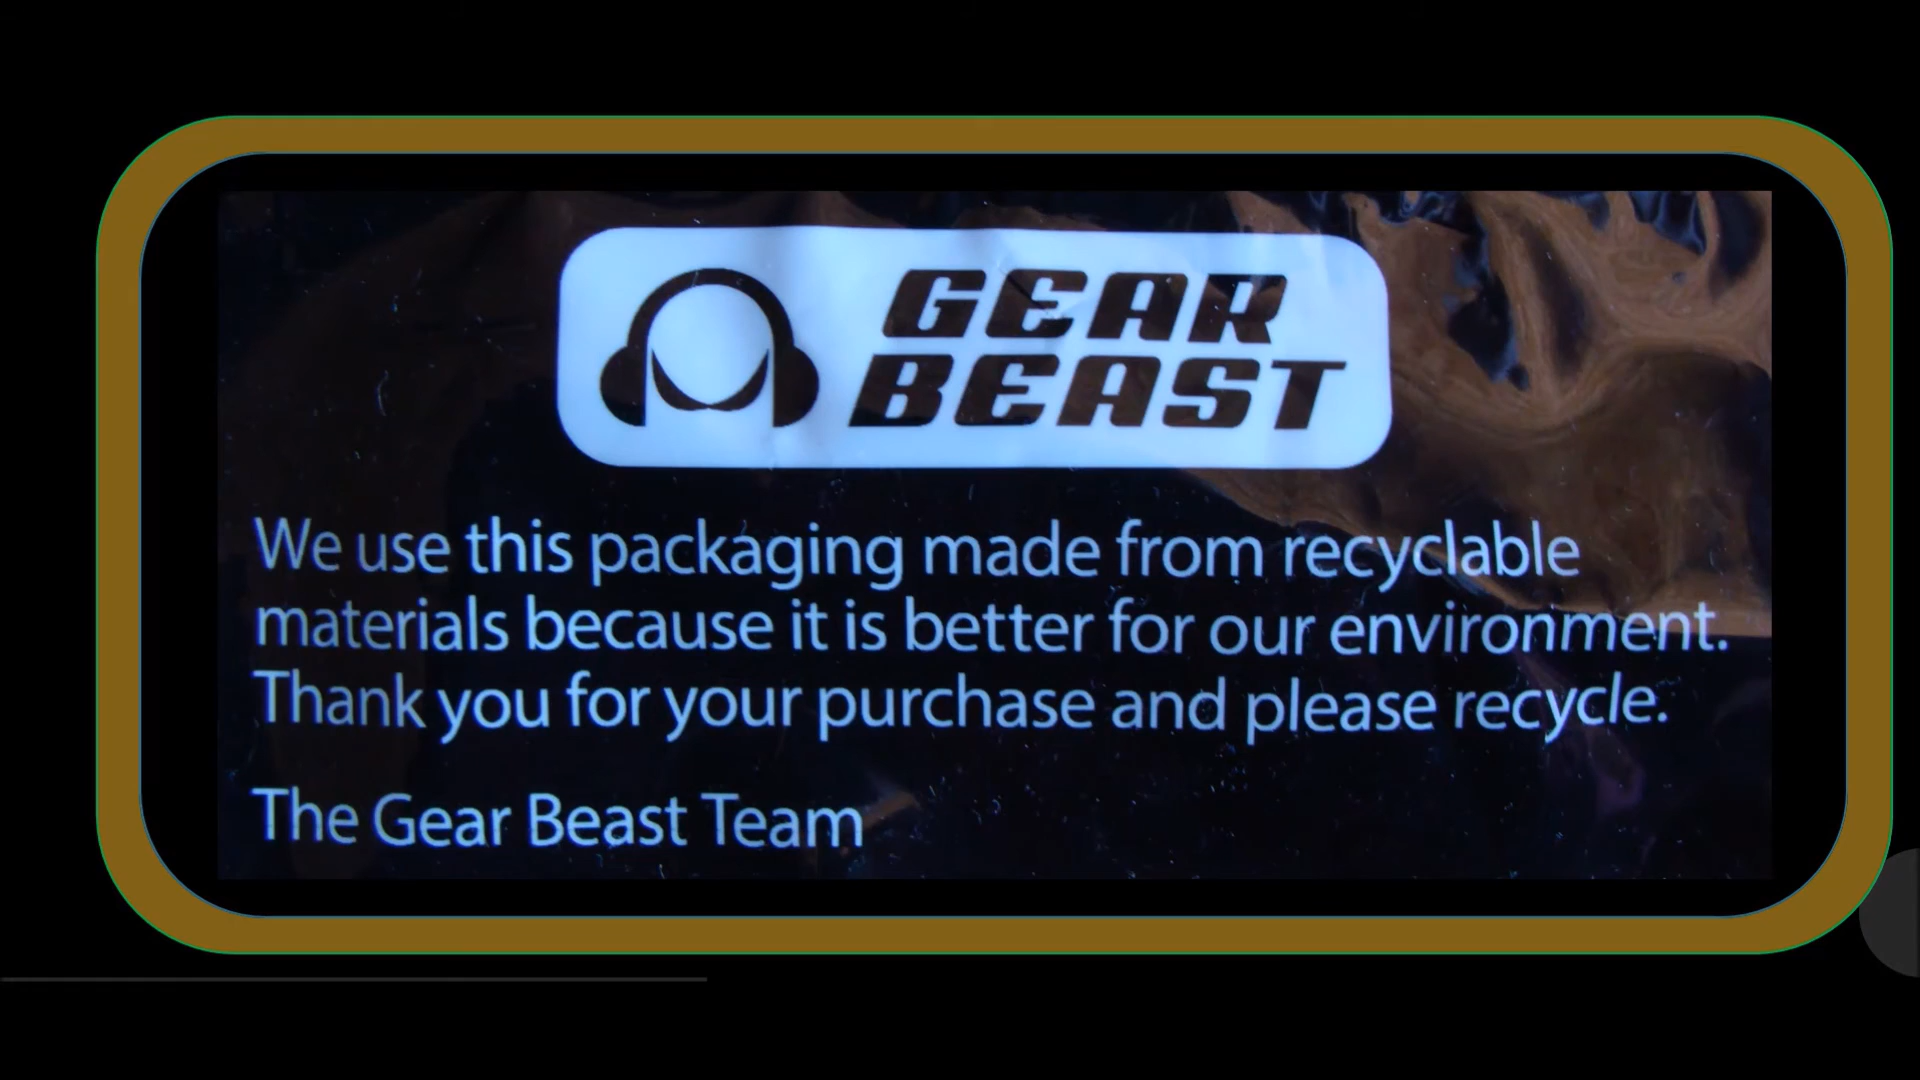 GEAR
BEAST
We use this packaging made from recyclable
materials because it is better for our environment.
Thank you for your purchase and please recycle.
The Gear Beast Team